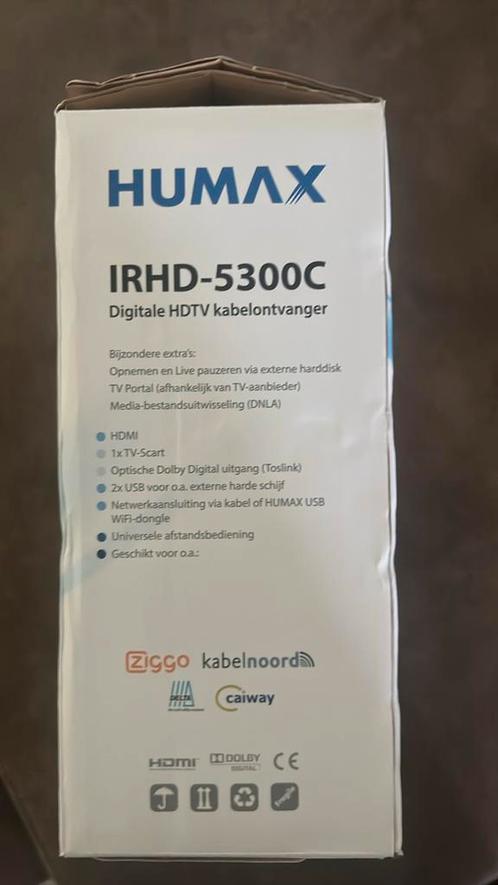 HUMAX
IRHD-5300C
Digitale HDTV kabelontvanger
Bijzondere extra's:
Opnemen en Live pauzeren via externe harddisk
TV Portal (afhankelijk van TV-aanbieder)
Media-bestandsuitwisseling (DNLA)
HDMI
1x TV-Scart
Optische Dolby Digital uitgang (Toslink)
2x USB voor o.a. externe harde schijf
Netwerkaansluiting via kabel of HUMAX USB
WiFi-dongle
Universele afstandsbediening
Geschikt voor o.a.:
ziggo kabelnoord
DELTA caiway
HDMI DOLBY
DIGITAL CE